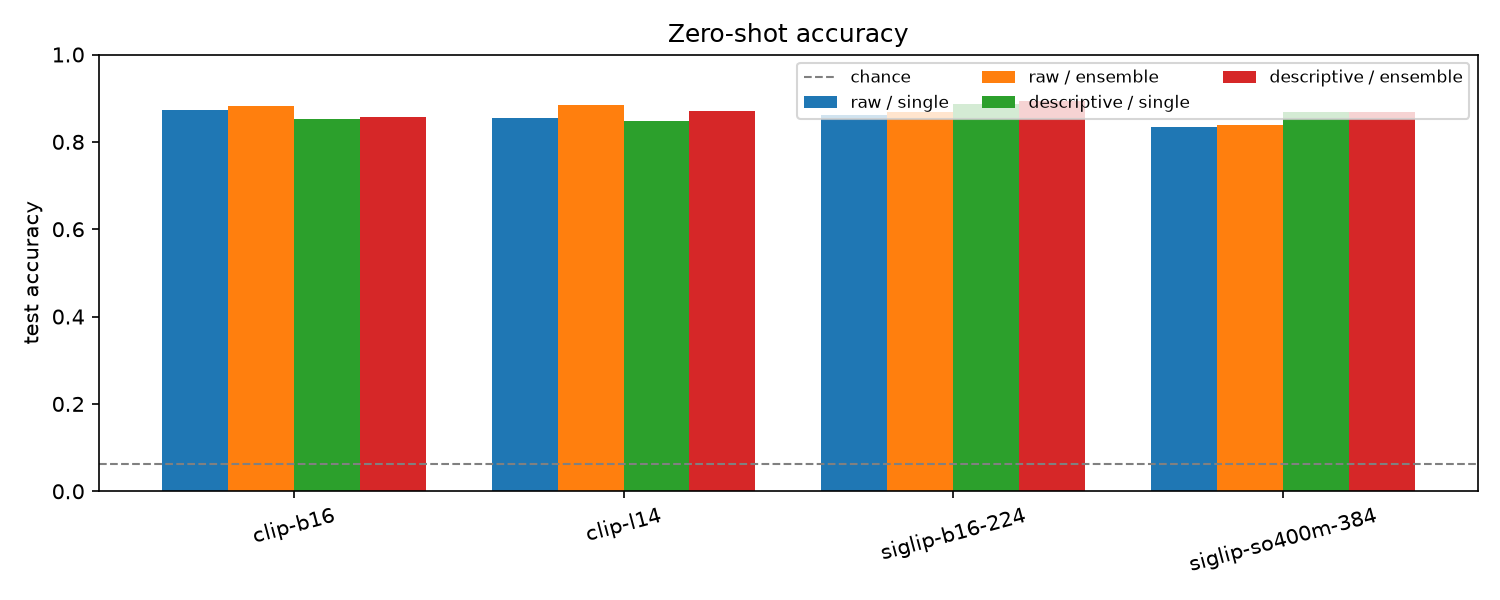 Zero-shot accuracy
1.0
0.8
0.6
0.4
0.2
0.0
test accuracy
chance
raw / single
raw / ensemble
descriptive / single
descriptive / ensemble
clip-b16
clip-l14
siglip-b16-224
siglip-so400m-384